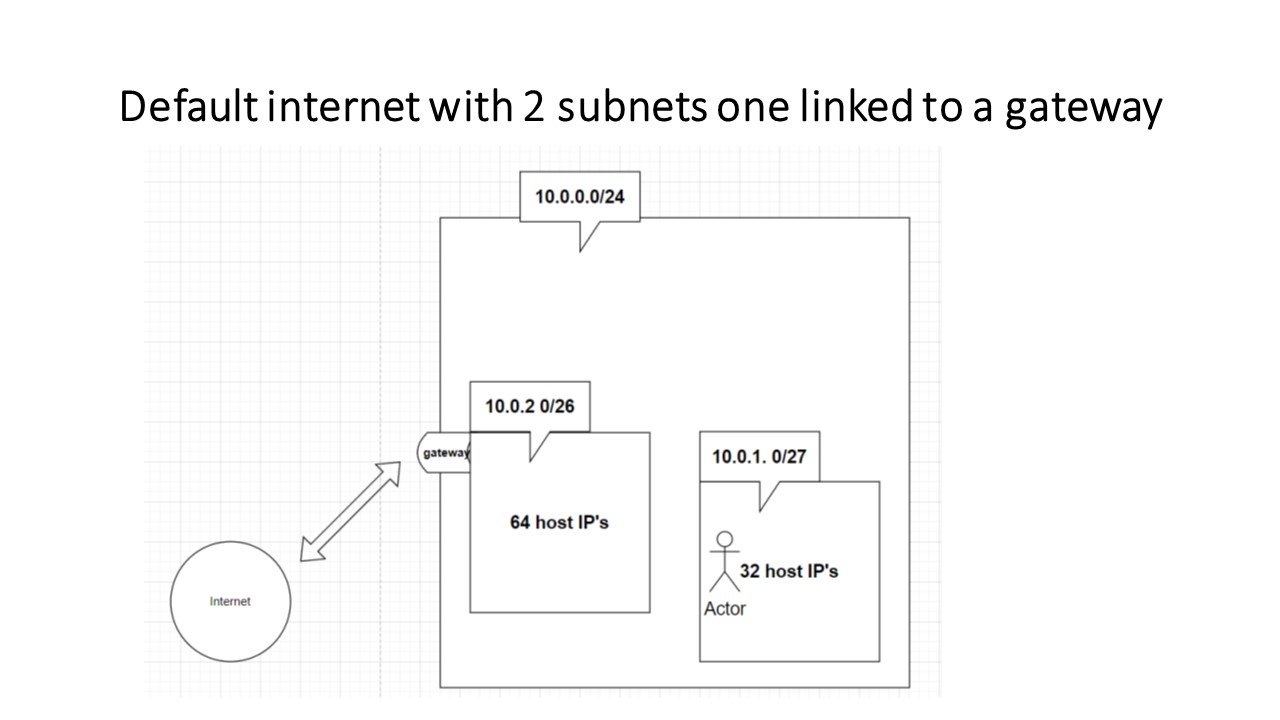 Default internet with 2 subnets one linked to a gateway
10.0.0.0/24
10.0.2 0/26
gateway
10.0.1. 0/27
64 host IP's
32 host IP's
Actor
Internet